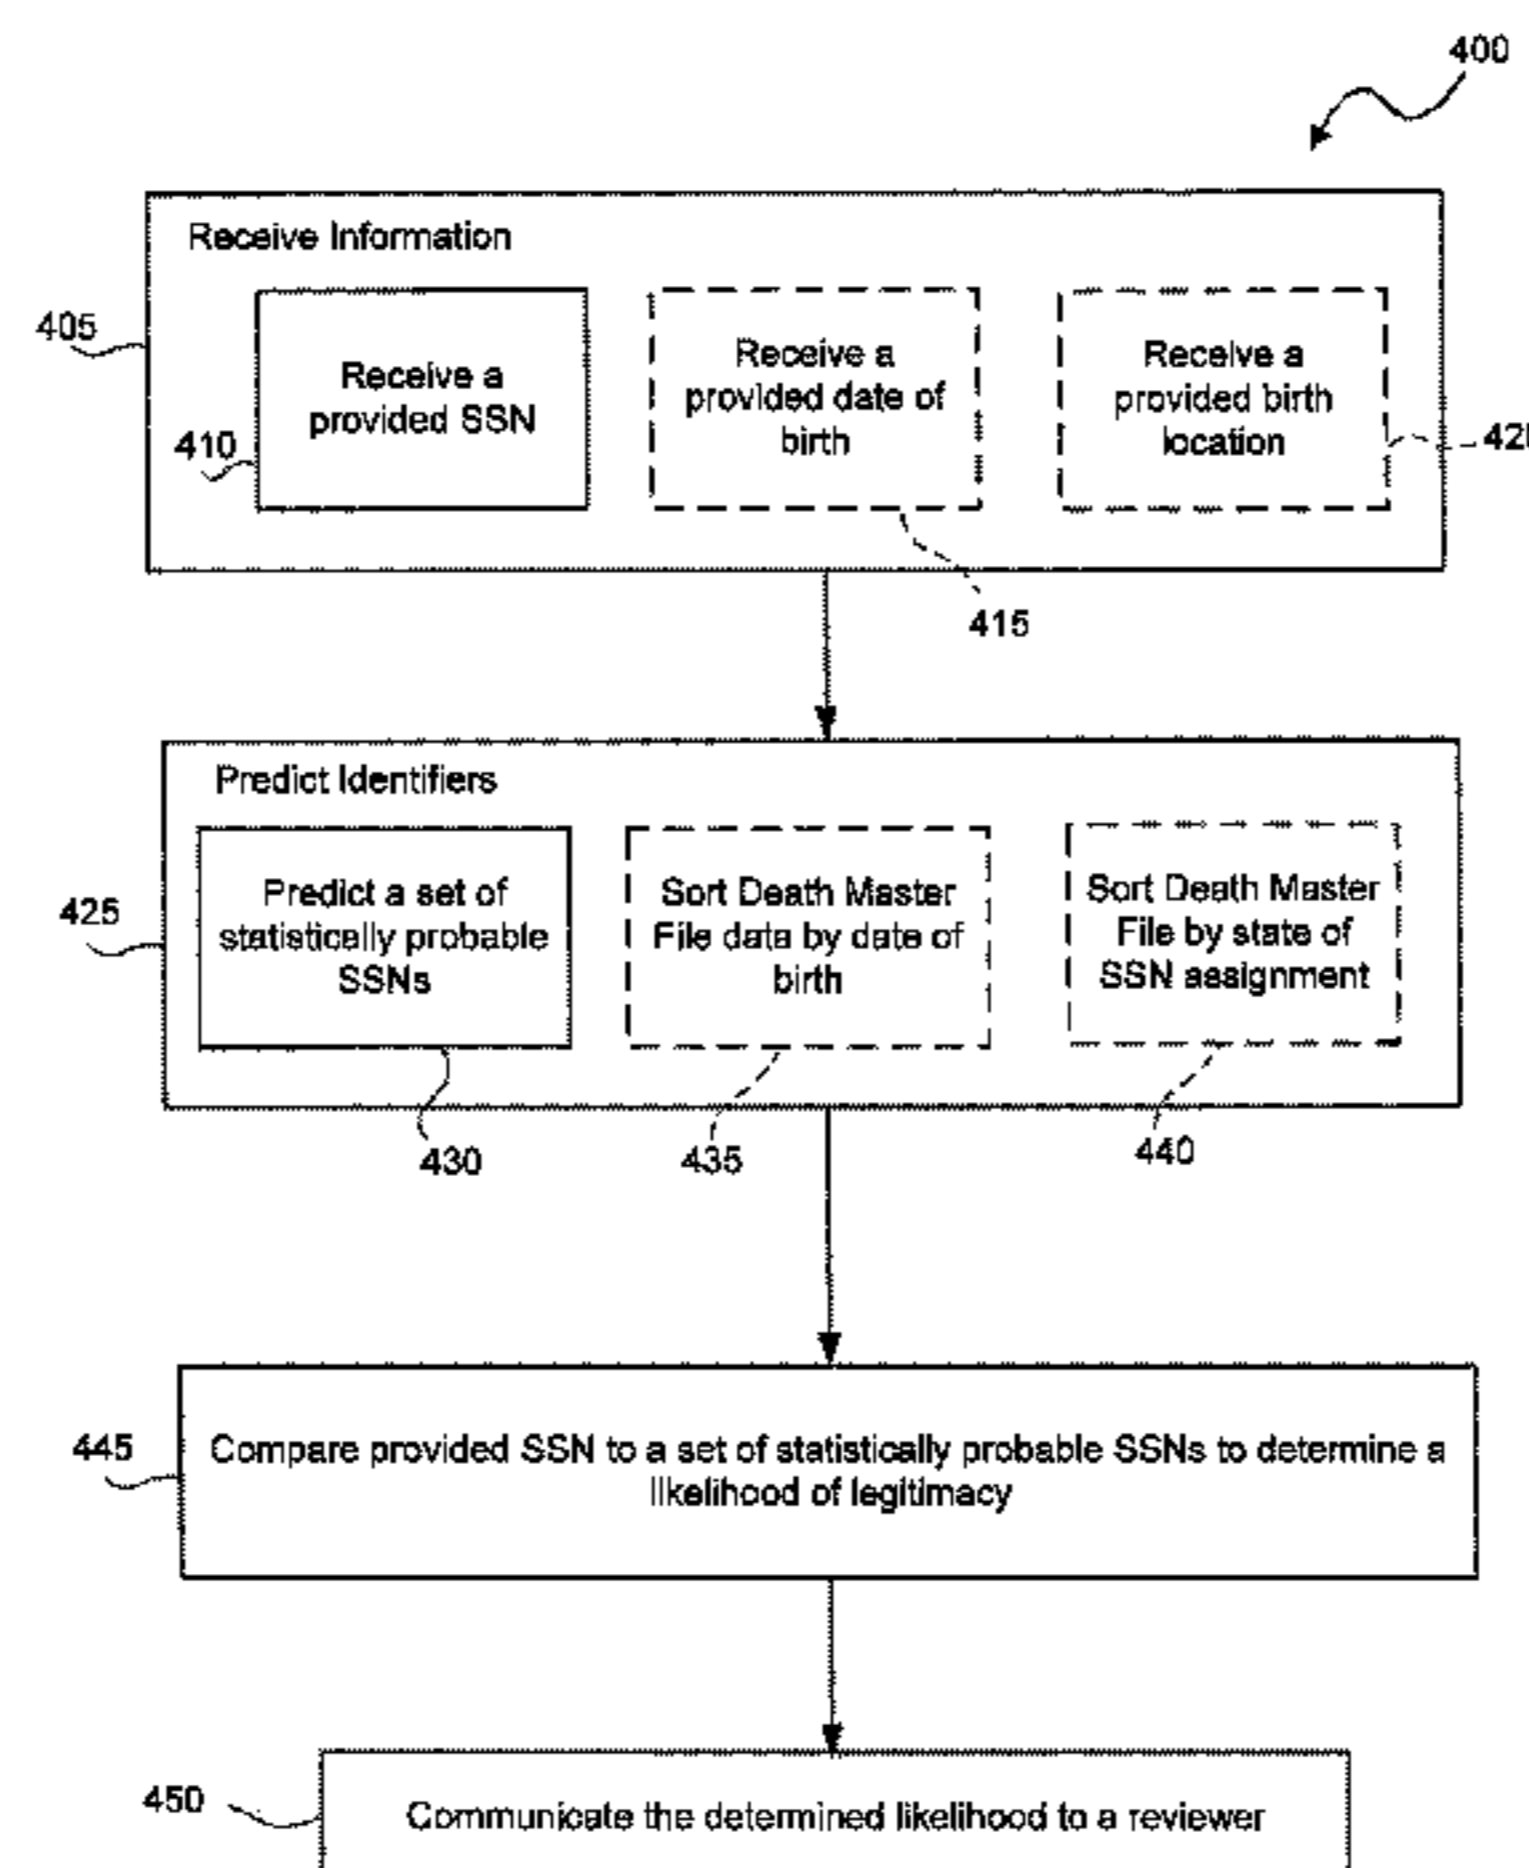 400
Receive Information
405
Receive a
provided SSN
410
Receive a
provided date of
birth
415
Receive a
provided birth
location
Predict Identifiers
425
Predict a set of
statistically probable
SSNs
430
Sort Death Master
File data by date of
birth
435
Sort Death Master
File by state of
SSN assignment
440
445
Compare provided SSN to a set of statistically probable SSNs to determine a
likelihood of legitimacy
450
Communicate the determined likelihood to a reviewer